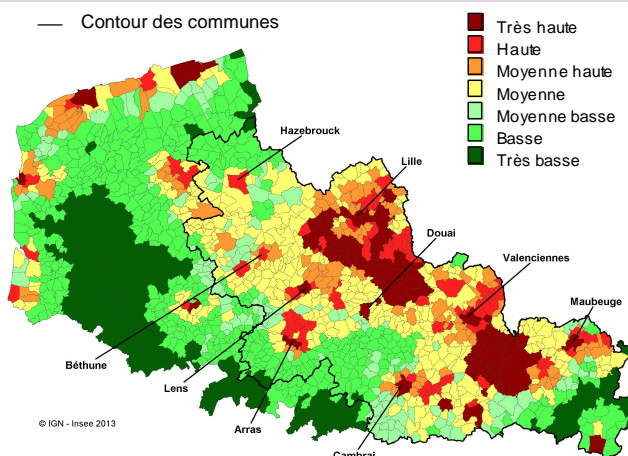 Contour des communes
Très haute
Haute
Moyenne haute
Moyenne
Moyenne basse
Basse
Très basse
Hazebrouck
Lille
Douai
Valenciennes
Maubeuge
Béthune
Lens
Arras
Cambrai
© IGN - Insee 2013